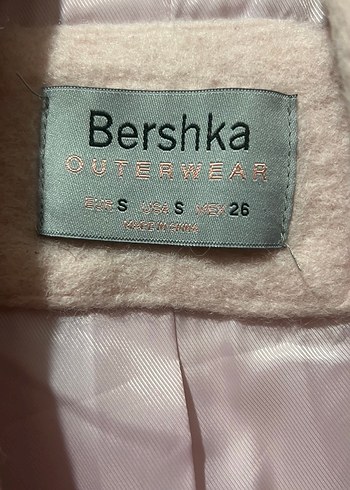 Bershka
OUTERWEAR
EUR S USA S MEX 26
MADE IN CHINA